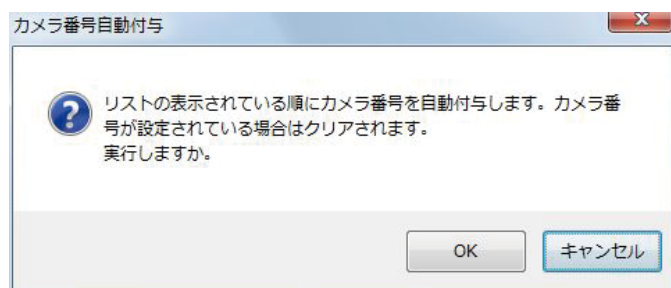 カメラ番号自動付与
リストの表示されている順にカメラ番号を自動付与します。カメラ番
号が設定されている場合はクリアされます。
実行しますか。
OK キャンセル